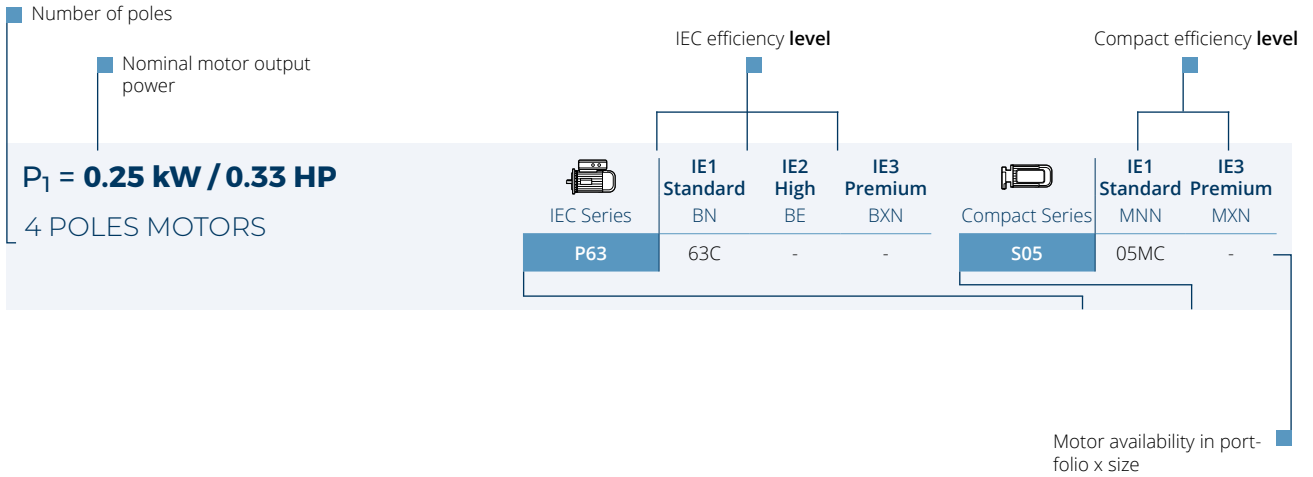 Number of poles
Nominal motor output
power
IEC efficiency level
Compact efficiency level
P1 = 0.25 kW / 0.33 HP
4 POLES MOTORS
IEC Series
IE1
Standard
BN
IE2
High
BE
IE3
Premium
BXN
Compact Series
IE1
Standard
MNN
IE3
Premium
MXN
P63 63C - -
S05 05MC -
Motor availability in port-
folio x size